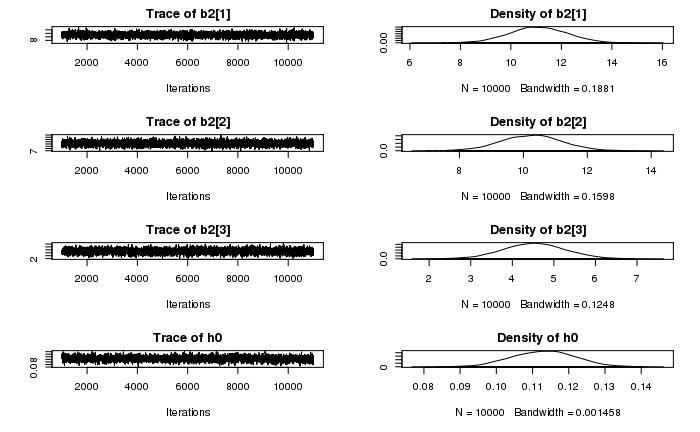 Trace of b2[1]
8
2000 4000 6000 8000 10000
Iterations
Density of b2[1]
0.00
6 8 10 12 14 16
N = 10000 Bandwidth = 0.1881
Trace of b2[2]
7
2000 4000 6000 8000 10000
Iterations
Density of b2[2]
0.0
8 10 12 14
N = 10000 Bandwidth = 0.1598
Trace of b2[3]
2
2000 4000 6000 8000 10000
Iterations
Density of b2[3]
0.0
2 3 4 5 6 7
N = 10000 Bandwidth = 0.1248
Trace of h0
0.08
2000 4000 6000 8000 10000
Iterations
Density of h0
0
0.08 0.09 0.10 0.11 0.12 0.13 0.14
N = 10000 Bandwidth = 0.001458